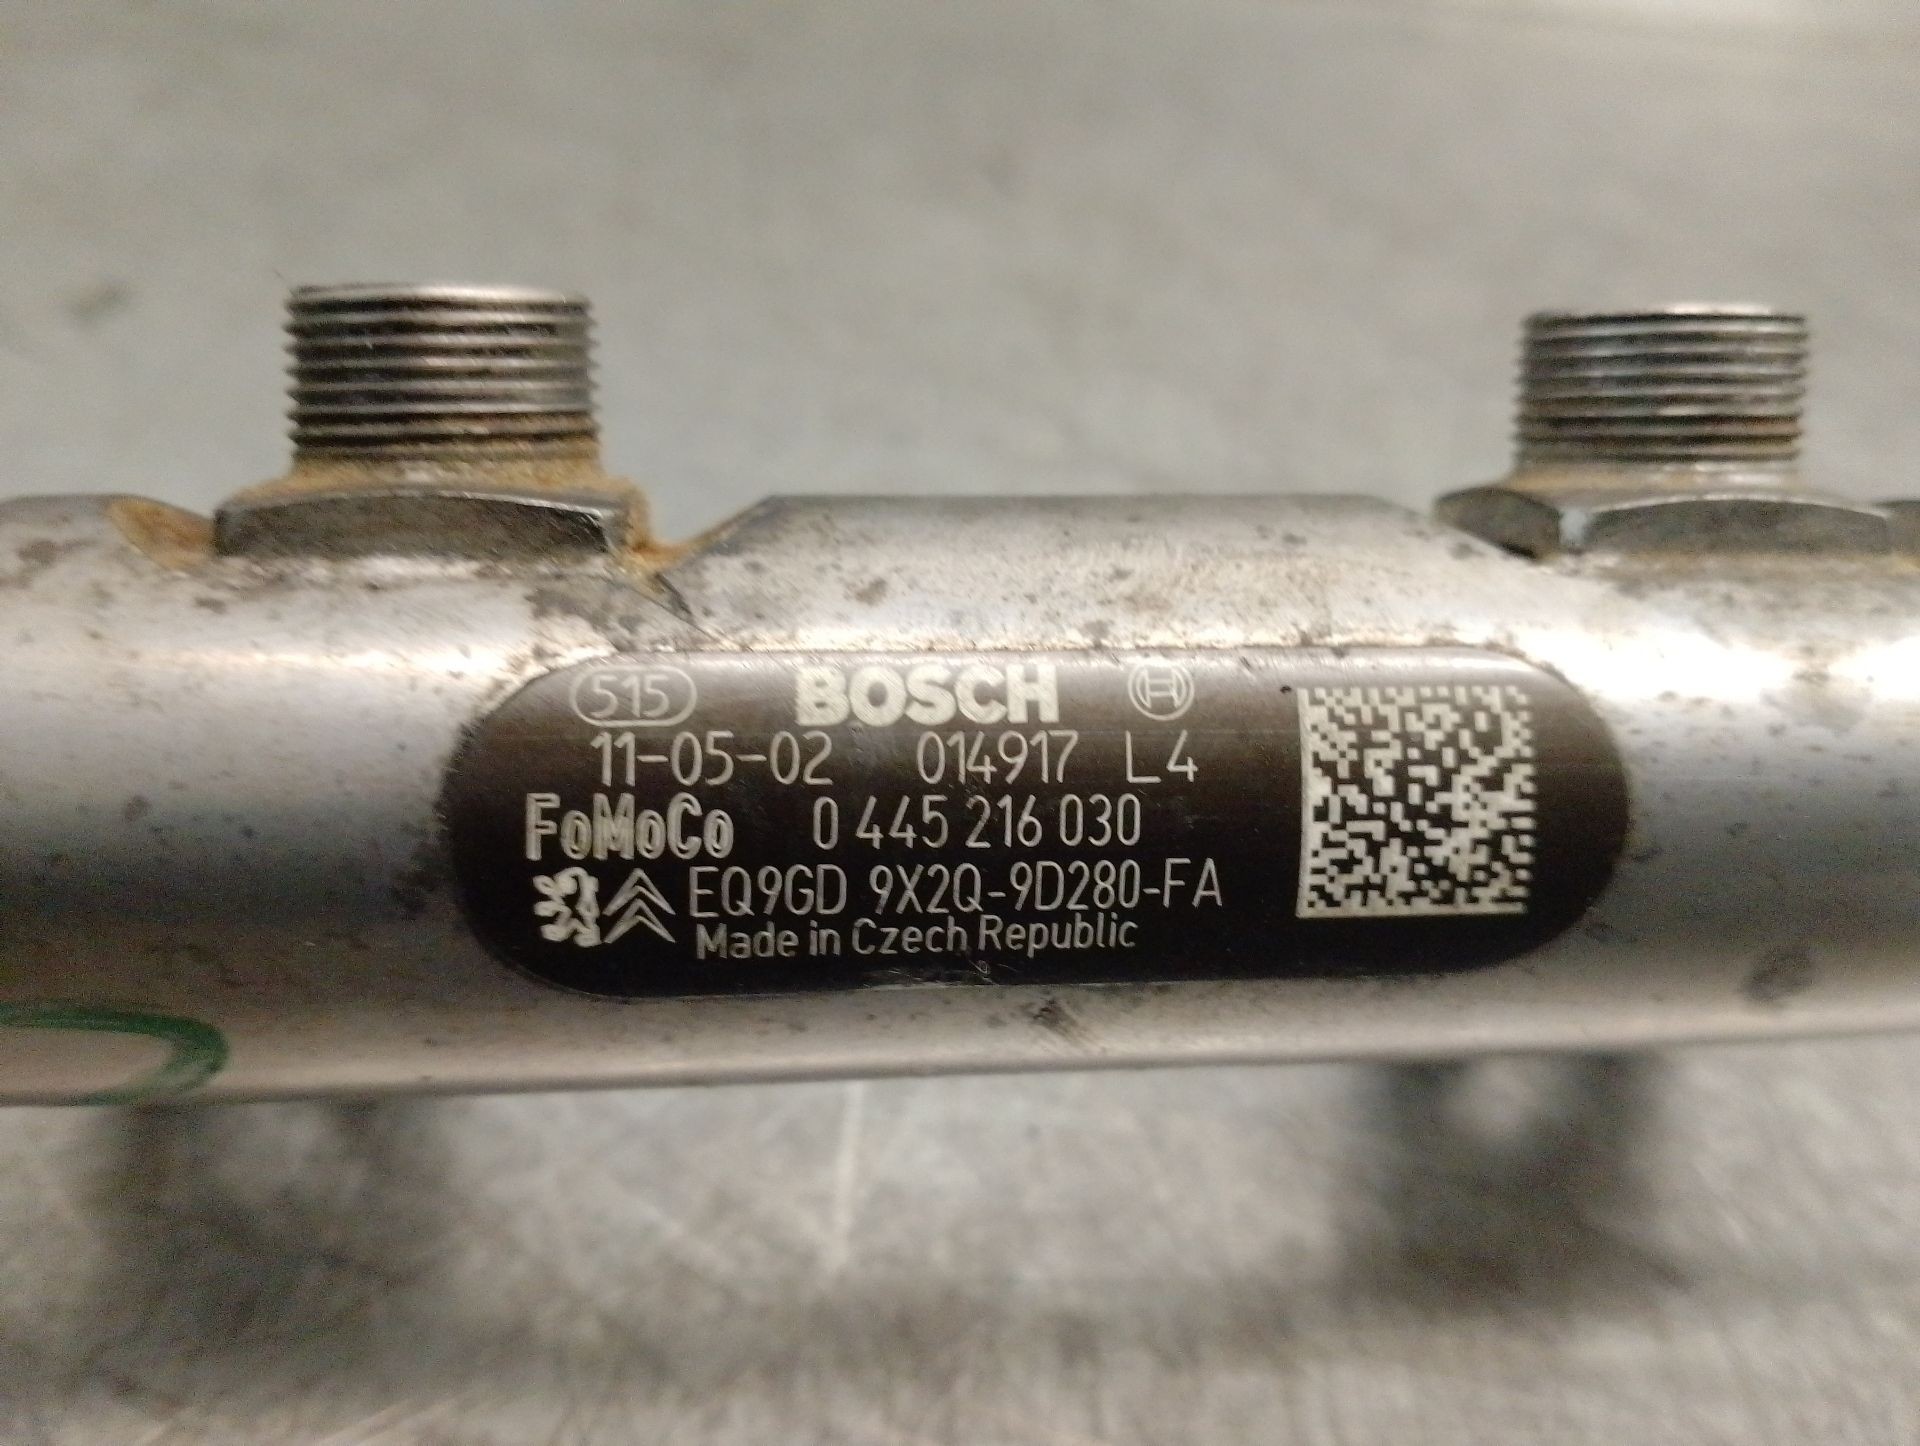 515 BOSCH
11-05-02 014917 L4
FoMoCo 0 445 216 030
EQ9GD 9X2Q-9D280-FA
Made in Czech Republic